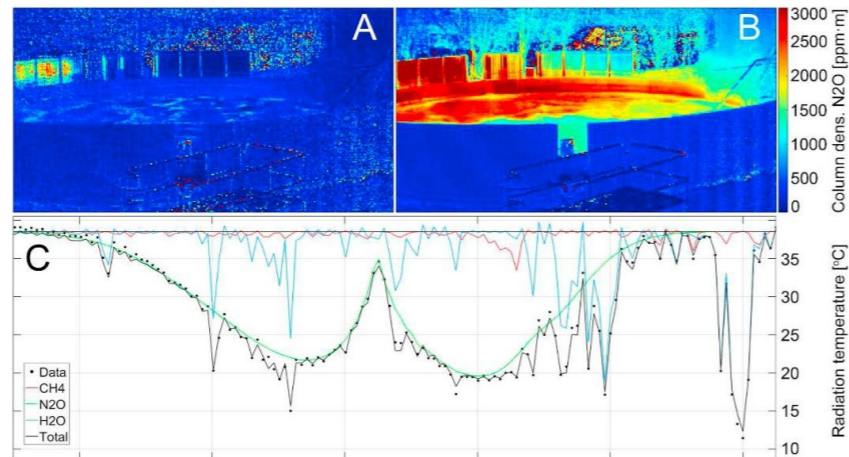 A
B
3000
2500
2000
1500
1000
500
0
Column dens. N2O [ppm·m]
C
Data
CH4
N2O
H2O
Total
35
30
25
20
15
10
Radiation temperature [°C]